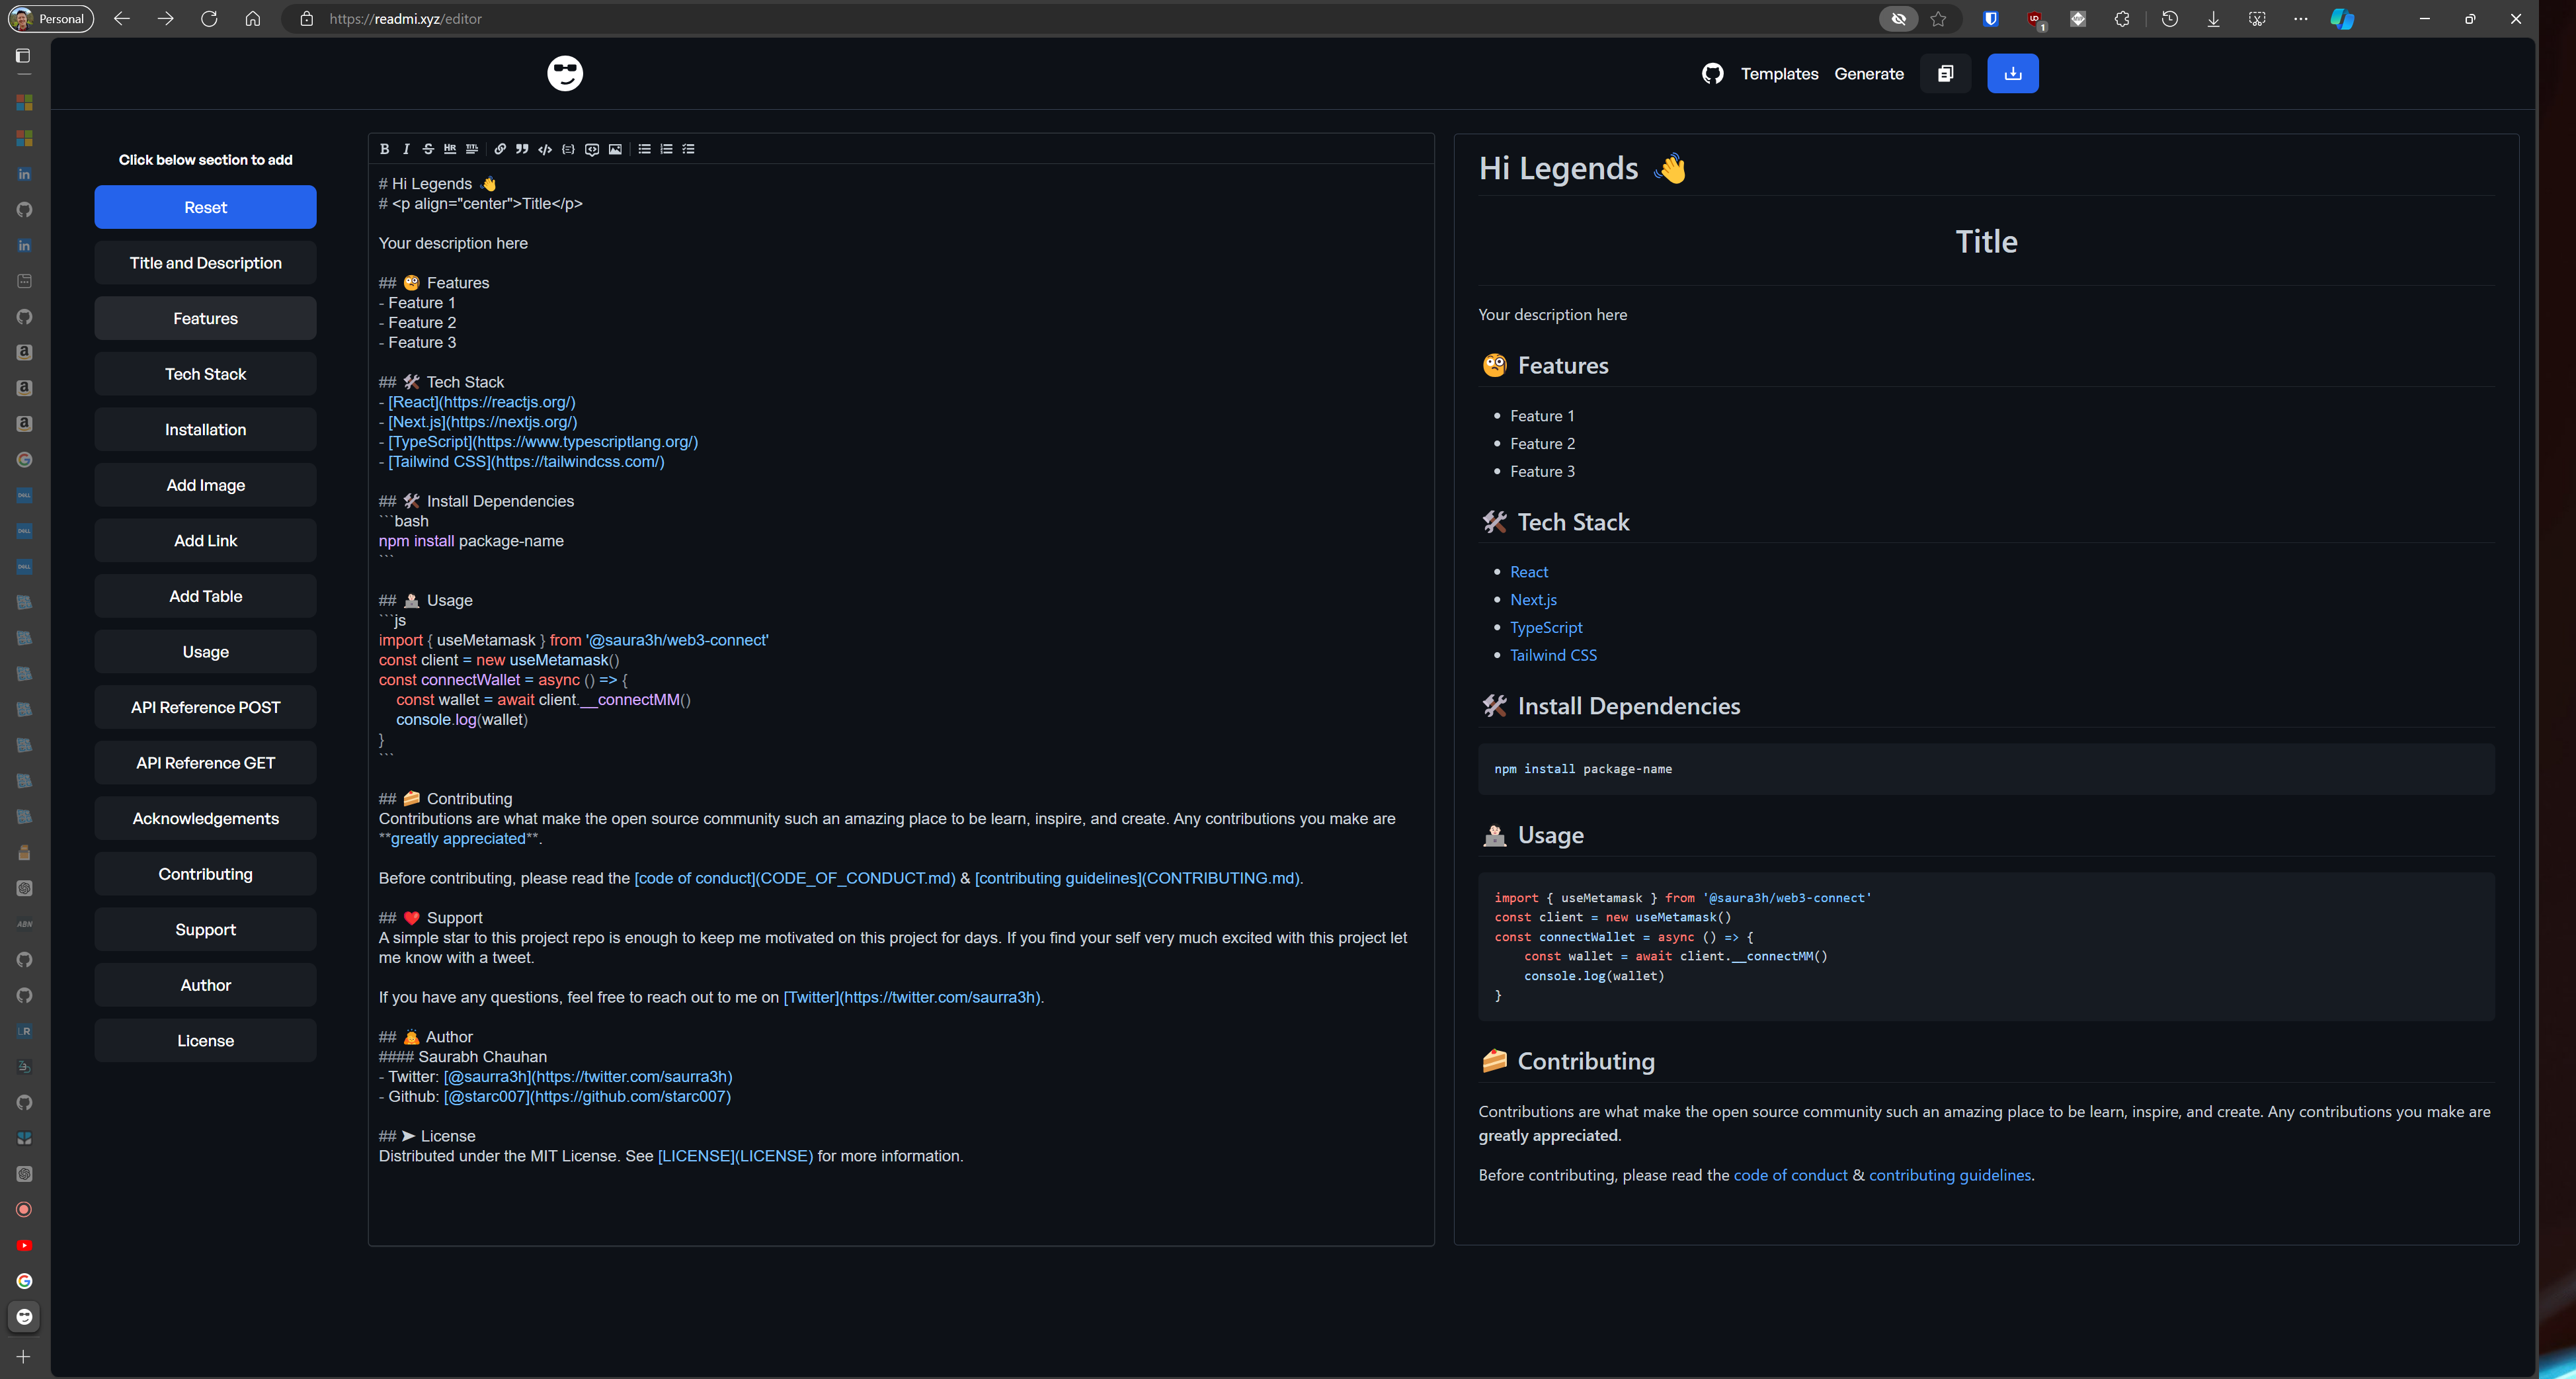 Personal
https://readmi.xyz/editor
1
Templates
Generate
Click below section to add
Reset
Title and Description
Features
Tech Stack
Installation
Add Image
Add Link
Add Table
Usage
API Reference POST
API Reference GET
Acknowledgements
Contributing
Support
Author
License
# Hi Legends 👋
# <p align="center">Title</p>
Your description here
## 🧐 Features
- Feature 1
- Feature 2
- Feature 3
## 🛠️ Tech Stack
- [React](https://reactjs.org/)
- [Next.js](https://nextjs.org/)
- [TypeScript](https://www.typescriptlang.org/)
- [Tailwind CSS](https://tailwindcss.com/)
## 🛠️ Install Dependencies
```bash
npm install package-name
```
## 🧑🏻‍💻 Usage
```js
import { useMetamask } from '@saura3h/web3-connect'
const client = new useMetamask()
const connectWallet = async () => {
const wallet = await client.__connectMM()
console.log(wallet)
}
```
## 🍰 Contributing
Contributions are what make the open source community such an amazing place to be learn, inspire, and create. Any contributions you make are
**greatly appreciated**.
Before contributing, please read the [code of conduct](CODE_OF_CONDUCT.md) & [contributing guidelines](CONTRIBUTING.md).
## ❤️ Support
A simple star to this project repo is enough to keep me motivated on this project for days. If you find your self very much excited with this project let
me know with a tweet.
If you have any questions, feel free to reach out to me on [Twitter](https://twitter.com/saurra3h).
## 🙇 Author
#### Saurabh Chauhan
- Twitter: [@saurra3h](https://twitter.com/saurra3h)
- Github: [@starc007](https://github.com/starc007)
## ➤ License
Distributed under the MIT License. See [LICENSE](LICENSE) for more information.
Hi Legends 👋
Title
Your description here
🧐 Features
• Feature 1
• Feature 2
• Feature 3
🛠️ Tech Stack
• React
• Next.js
• TypeScript
• Tailwind CSS
🛠️ Install Dependencies
npm install package-name
🧑🏻‍💻 Usage
import { useMetamask } from '@saura3h/web3-connect'
const client = new useMetamask()
const connectWallet = async () => {
const wallet = await client.__connectMM()
console.log(wallet)
}
🍰 Contributing
Contributions are what make the open source community such an amazing place to be learn, inspire, and create. Any contributions you make are
greatly appreciated.
Before contributing, please read the code of conduct & contributing guidelines.